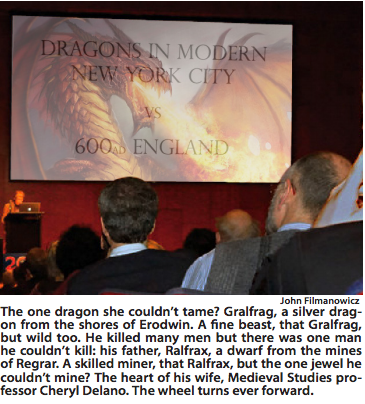 DRAGONS IN MODERN
NEW YORK CITY
VS
600AD ENGLAND
John Filmanowicz
The one dragon she couldn't tame? Gralfrag, a silver drag-
on from the shores of Erodwin. A fine beast, that Gralfrag,
but wild too. He killed many men but there was one man
he couldn't kill: his father, Ralfrax, a dwarf from the mines
of Regrar. A skilled miner, that Ralfrax, but the one jewel he
couldn't mine? The heart of his wife, Medieval Studies pro-
fessor Cheryl Delano. The wheel turns ever forward.